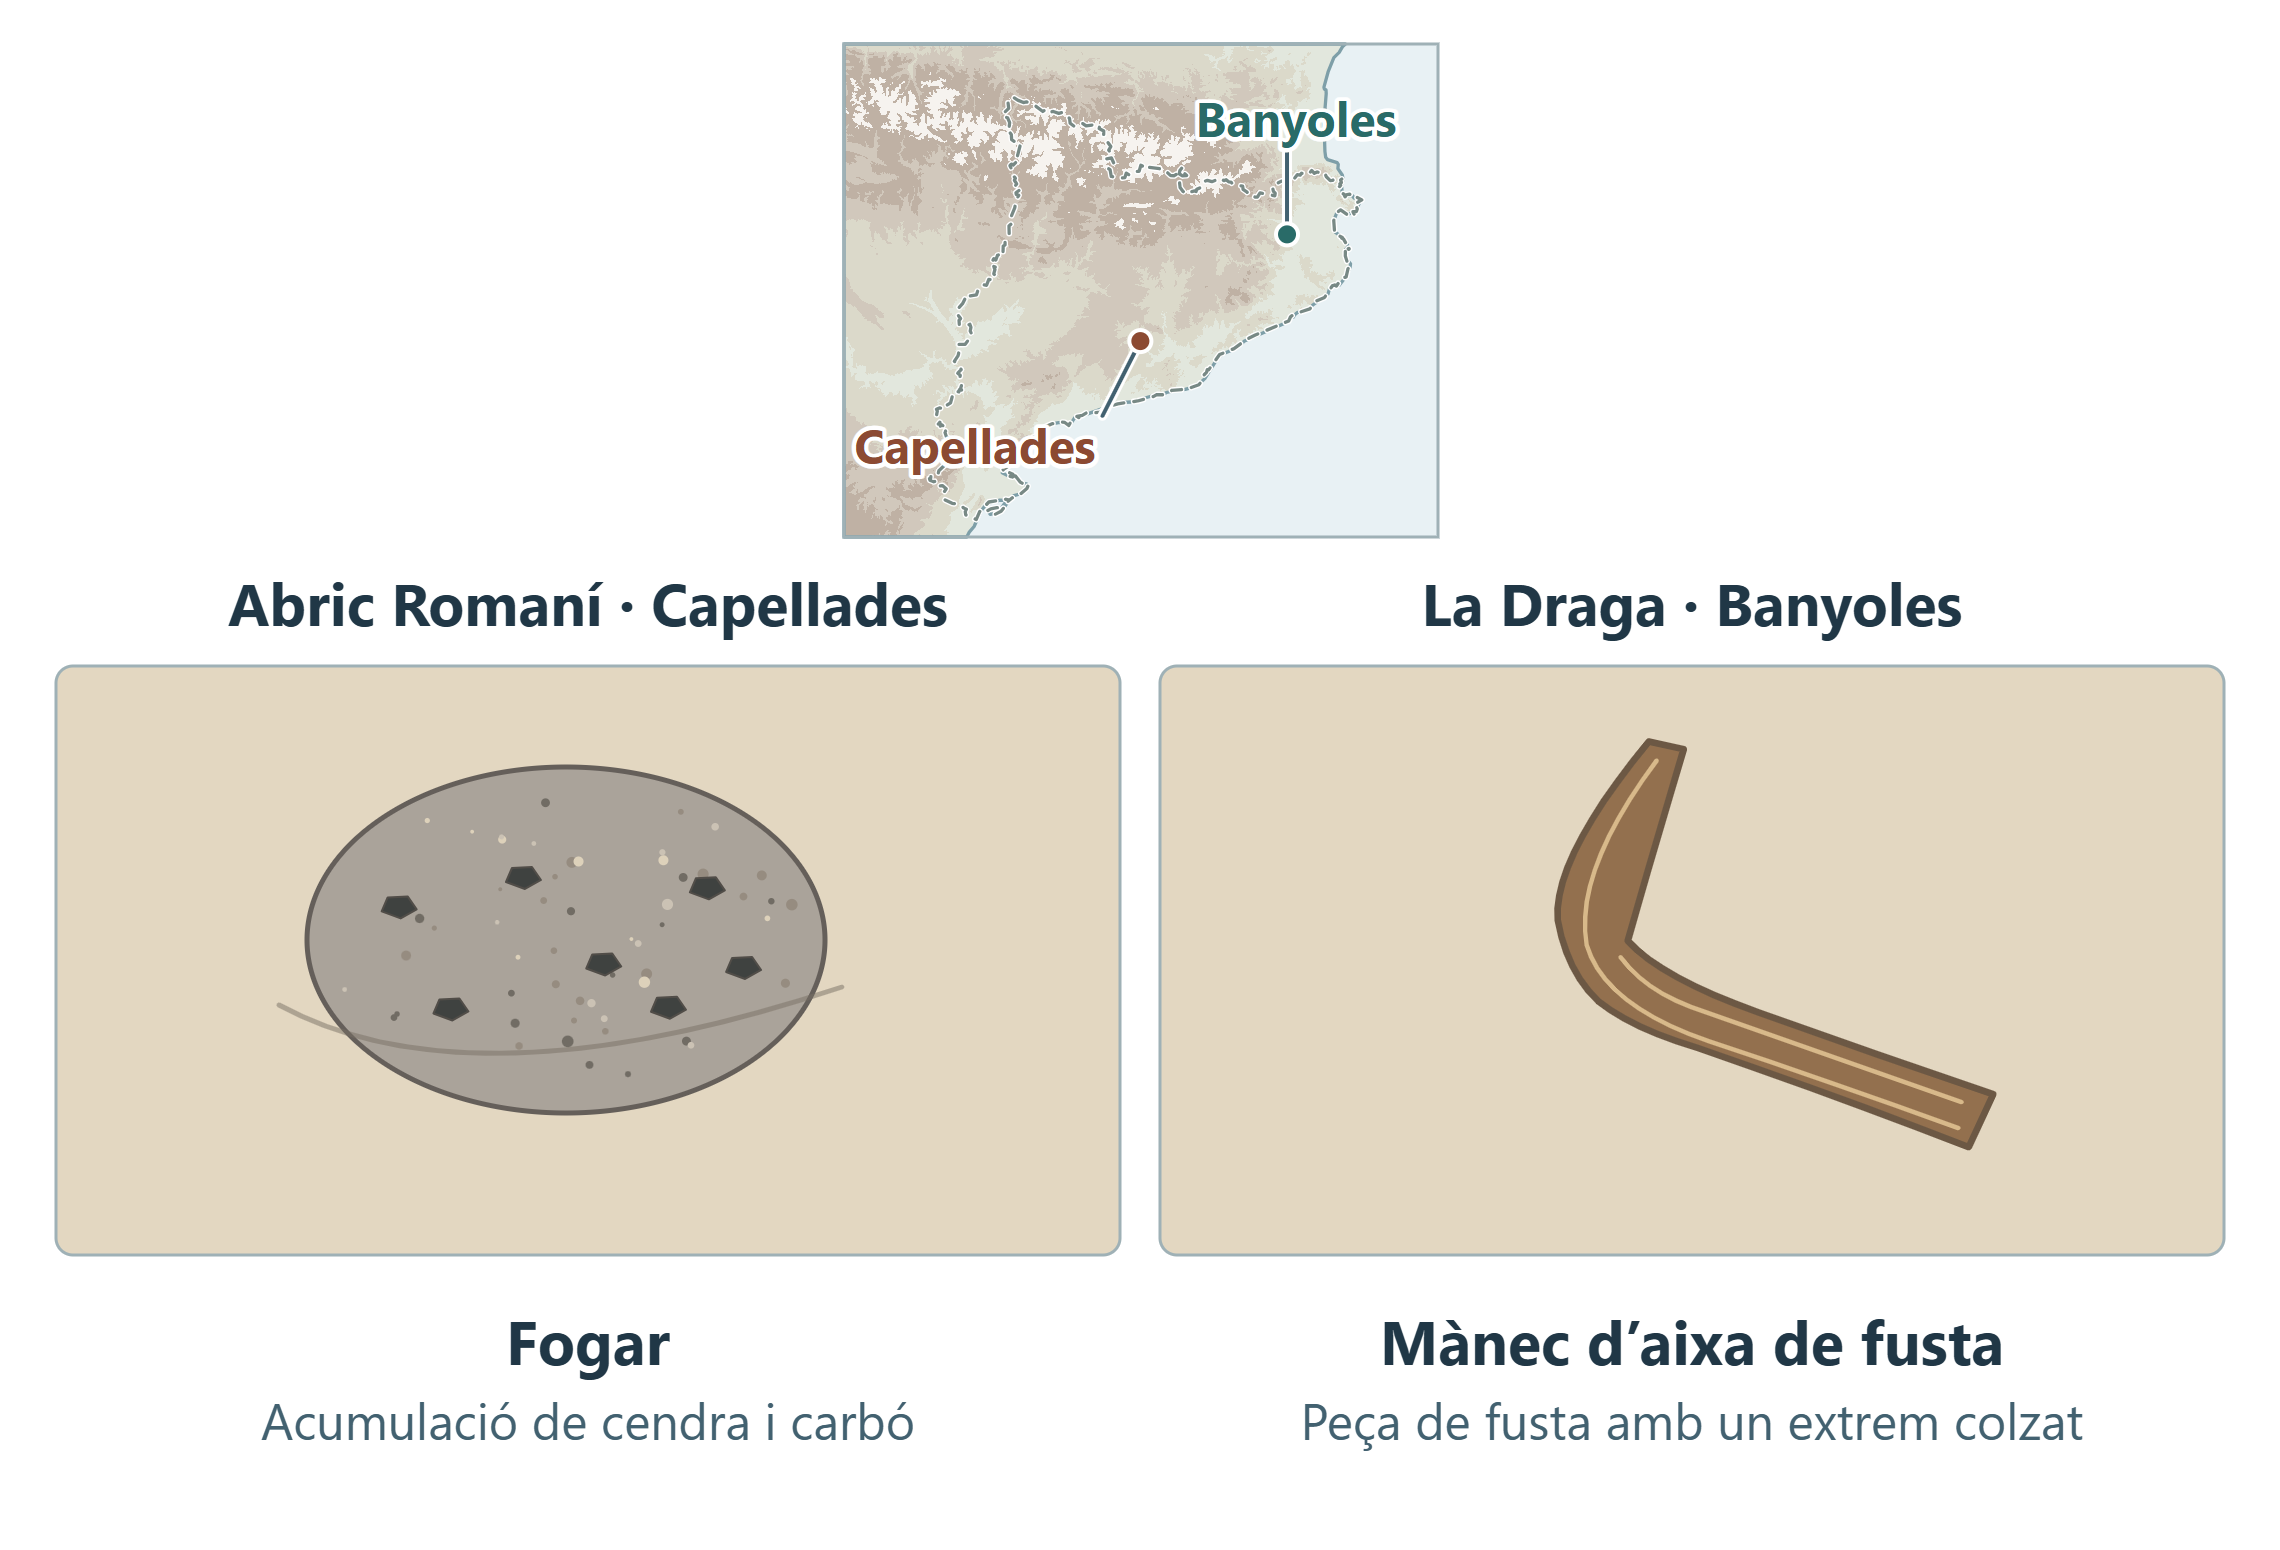 Banyoles
Capellades
Abric Romaní · Capellades
La Draga · Banyoles
Fogar
Acumulació de cendra i carbó
Mànec d’aixa de fusta
Peça de fusta amb un extrem colzat